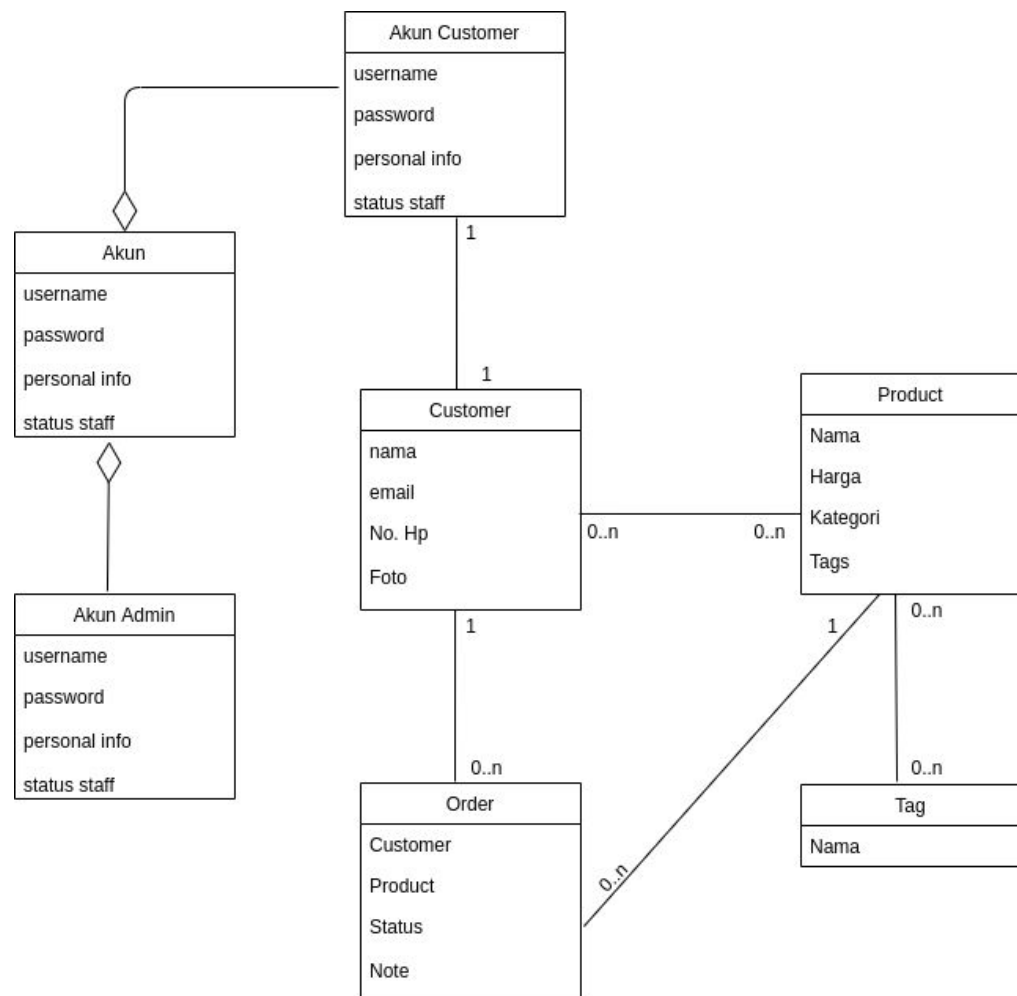 Akun Customer
username
password
personal info
status staff
1
Akun
username
password
personal info
status staff
1
Customer
nama
email
No. Hp
Foto
0..n
0..n
Product
Nama
Harga
Kategori
Tags
Akun Admin
username
password
personal info
status staff
1
1
0..n
0..n
0..n
0..n
Order
Customer
Product
Status
Note
Tag
Nama